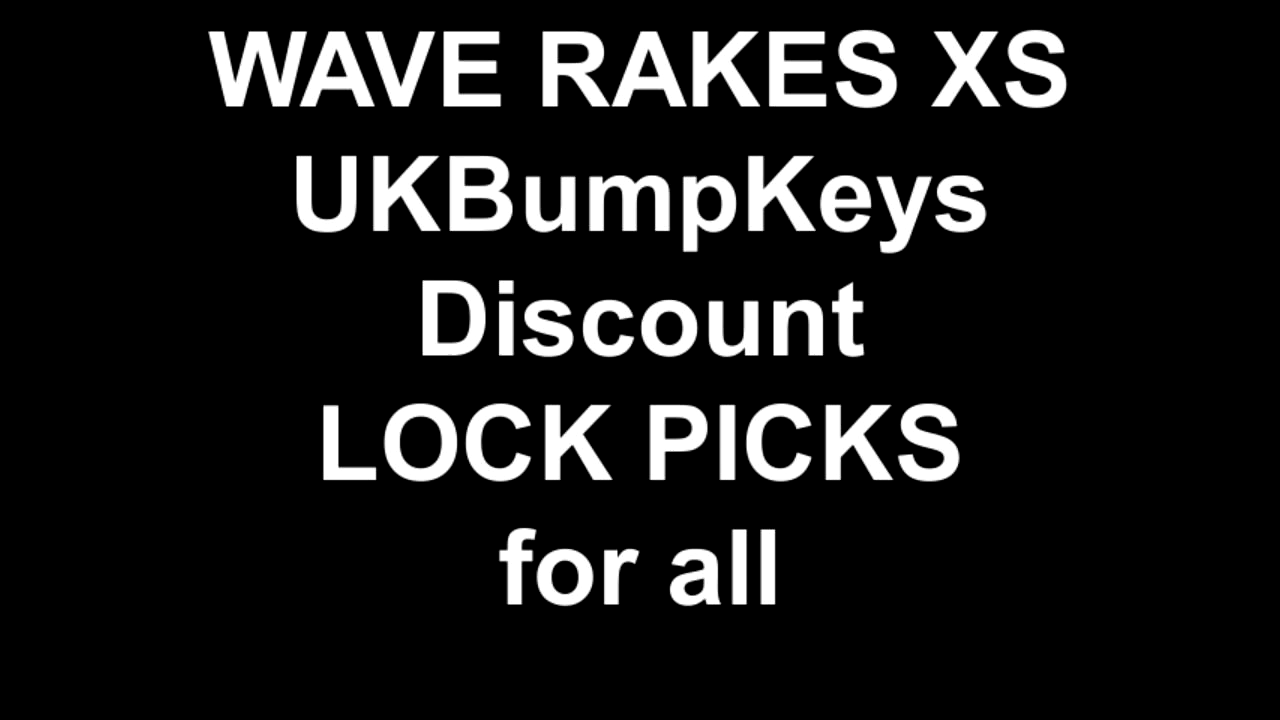 WAVE RAKES XS
UKBumpKeys
Discount
LOCK PICKS
for all